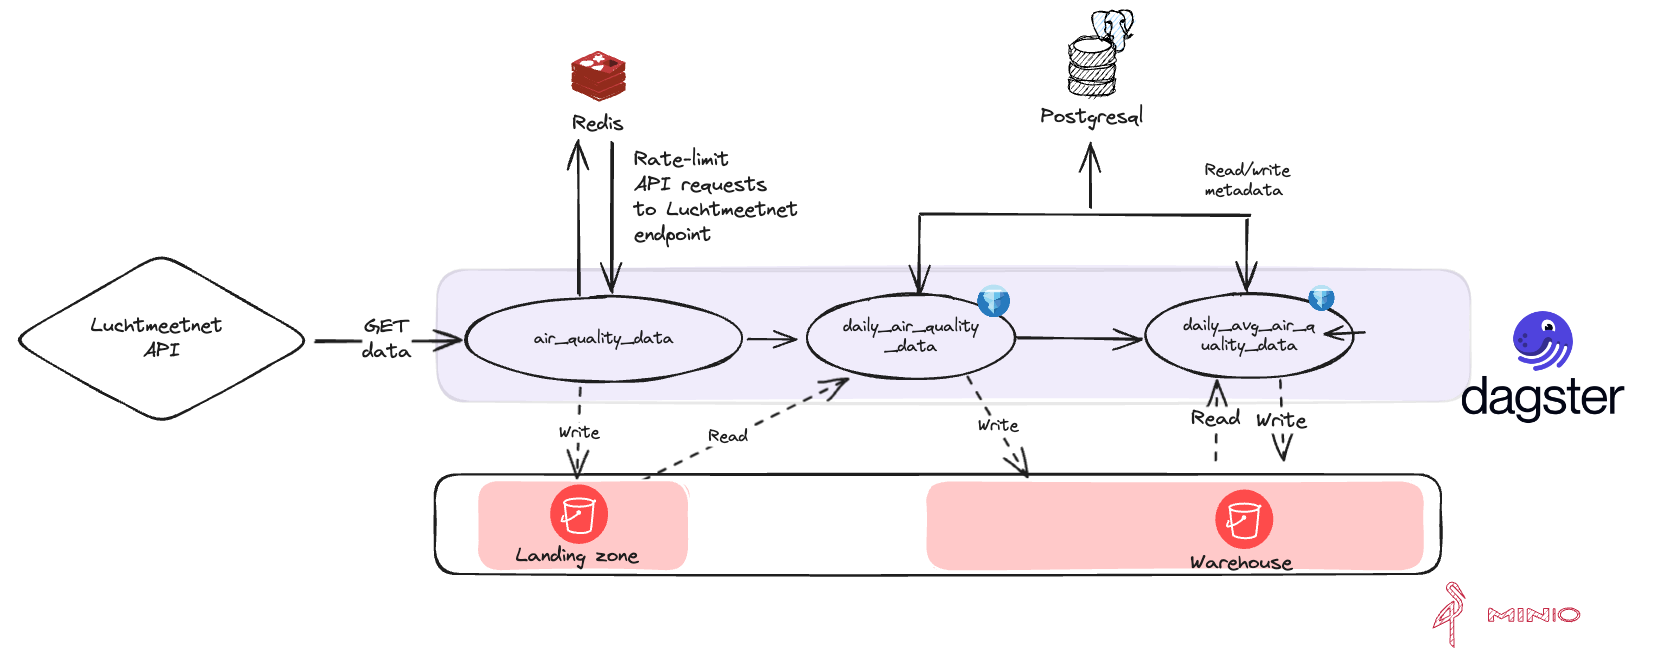 Redis
Postgresql
Rate-limit
API requests
to Luchtmeetnet
endpoint
Read/write
metadata
Luchtmeetnet
API
GET
data
air_quality_data
daily_air_quality
_data
daily_avg_air_q
uality_data
dagster
Write
Read
Write
Read
Write
Landing zone
Warehouse
MINIO